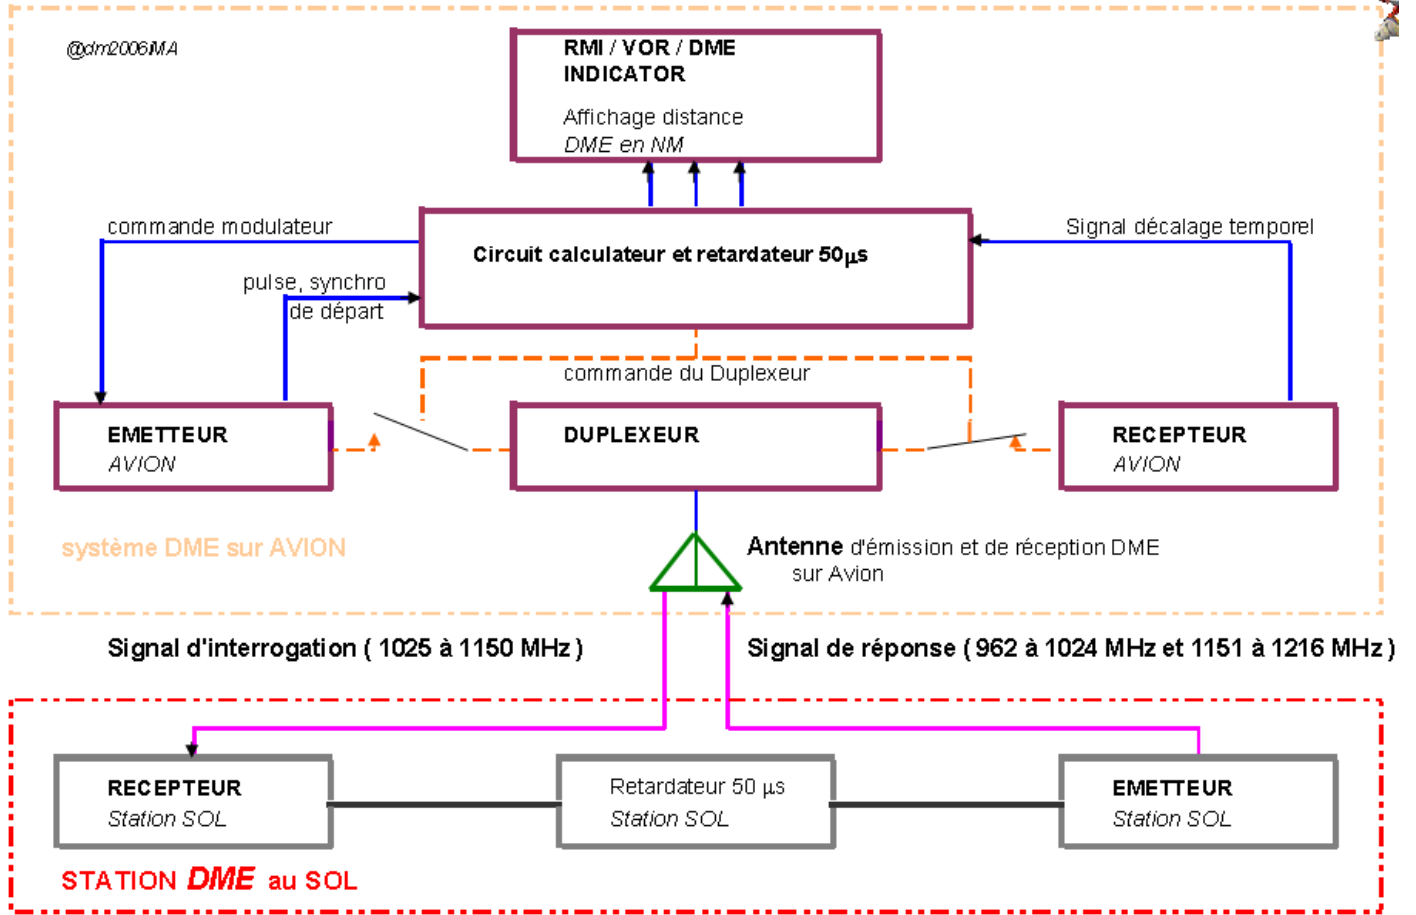 @dm2006iMA
RMI / VOR / DME
INDICATOR
Affichage distance
DME en NM
commande modulateur
Signal décalage temporel
Circuit calculateur et retardateur 50µs
pulse, synchro
de départ
commande du Duplexeur
EMETTEUR
AVION
DUPLEXEUR
RECEPTEUR
AVION
système DME sur AVION
Antenne d'émission et de réception DME
sur Avion
Signal d'interrogation ( 1025 à 1150 MHz )
Signal de réponse ( 962 à 1024 MHz et 1151 à 1216 MHz )
RECEPTEUR
Station SOL
Retardateur 50 µs
Station SOL
EMETTEUR
Station SOL
STATION DME au SOL